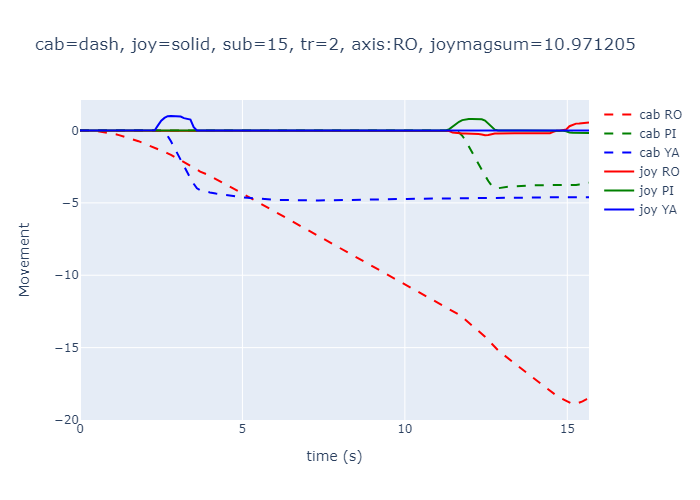 cab=dash, joy=solid, sub=15, tr=2, axis:RO, joymagsum=10.971205
cab RO
cab PI
cab YA
joy RO
joy PI
joy YA
Movement
0
−5
−10
−15
−20
0
5
10
15
time (s)